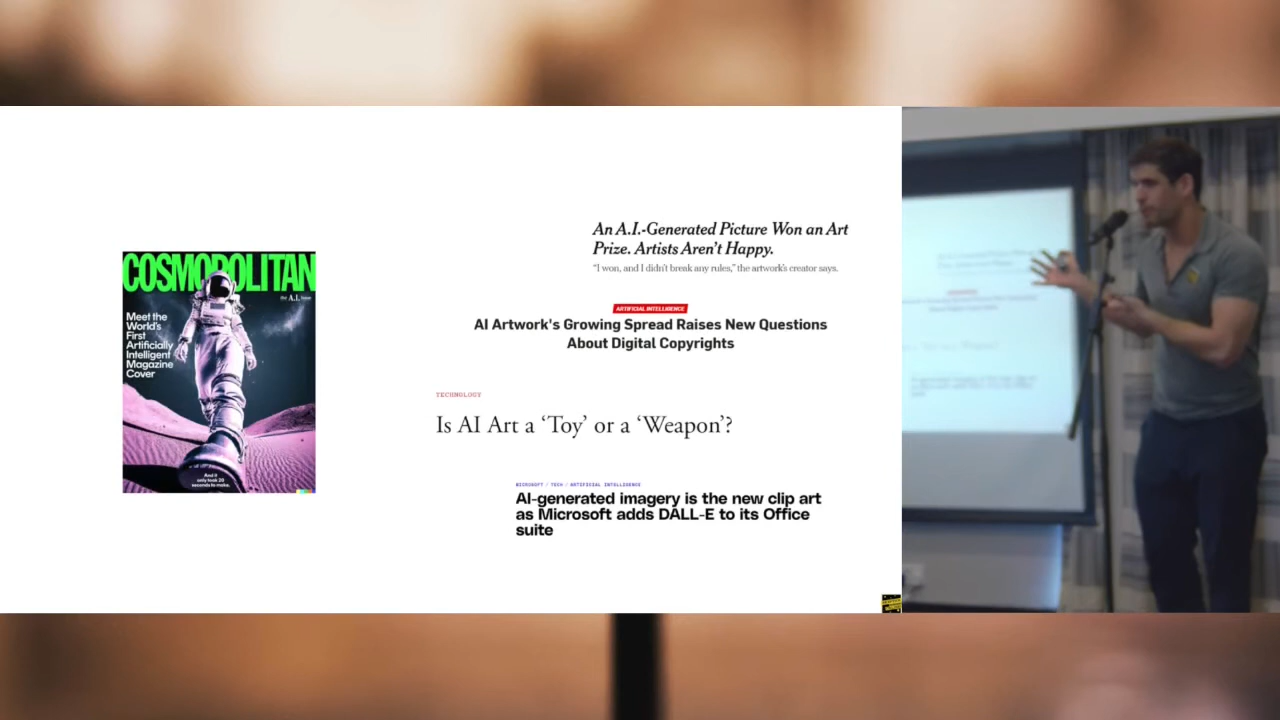 COSMOPOLITAN
the A.I. Issue
Meet the
World's
First
Artificially
Intelligent
Magazine
Cover
And it
only took 20
seconds to make.
An A.I.-Generated Picture Won an Art
Prize. Artists Aren't Happy.
“I won, and I didn't break any rules,” the artwork's creator says.
ARTIFICIAL INTELLIGENCE
AI Artwork's Growing Spread Raises New Questions
About Digital Copyrights
TECHNOLOGY
Is AI Art a ‘Toy’ or a ‘Weapon’?
MICROSOFT / TECH / ARTIFICIAL INTELLIGENCE
AI-generated imagery is the new clip art
as Microsoft adds DALL-E to its Office
suite